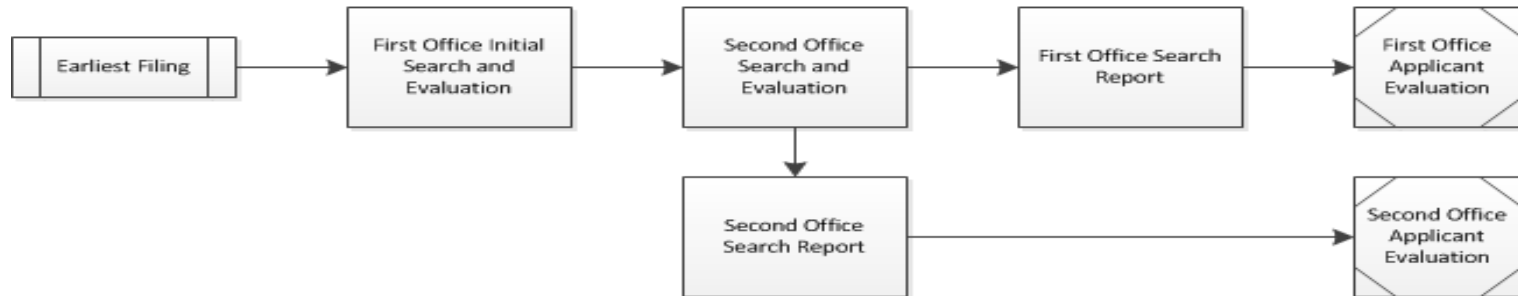 Earliest Filing
First Office Initial
Search and
Evaluation
Second Office
Search and
Evaluation
First Office Search
Report
First Office
Applicant
Evaluation
Second Office
Search Report
Second Office
Applicant
Evaluation